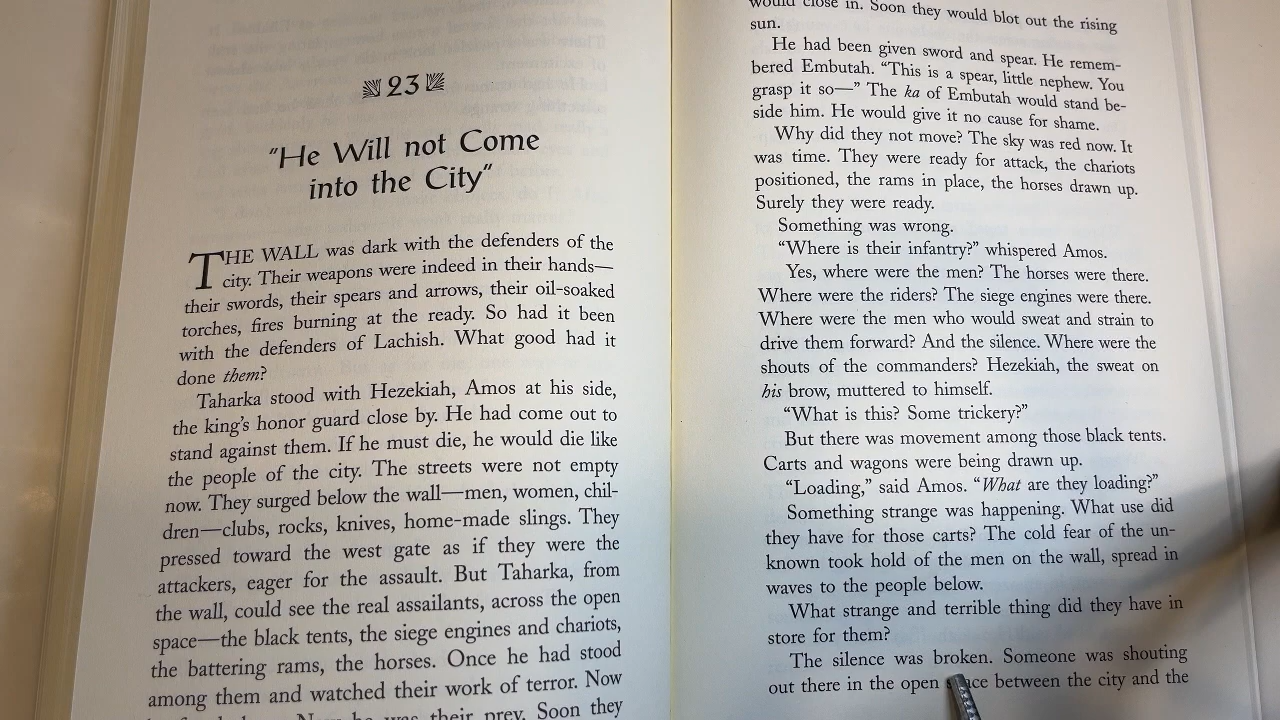 23
"He Will not Come
into the City"
THE WALL was dark with the defenders of the
city. Their weapons were indeed in their hands—
their swords, their spears and arrows, their oil-soaked
torches, fires burning at the ready. So had it been
with the defenders of Lachish. What good had it
done them?
Taharka stood with Hezekiah, Amos at his side,
the king's honor guard close by. He had come out to
stand against them. If he must die, he would die like
the people of the city. The streets were not empty
now. They surged below the wall—men, women, chil-
dren—clubs, rocks, knives, home-made slings. They
pressed toward the west gate as if they were the
attackers, eager for the assault. But Taharka, from
the wall, could see the real assailants, across the open
space—the black tents, the siege engines and chariots,
the battering rams, the horses. Once he had stood
among them and watched their work of terror. Now
he was their prey. Soon they
would close in. Soon they would blot out the rising
sun.
He had been given sword and spear. He remem-
bered Embutah. "This is a spear, little nephew. You
grasp it so—" The ka of Embutah would stand be-
side him. He would give it no cause for shame.
Why did they not move? The sky was red now. It
was time. They were ready for attack, the chariots
positioned, the rams in place, the horses drawn up.
Surely they were ready.
Something was wrong.
"Where is their infantry?" whispered Amos.
Yes, where were the men? The horses were there.
Where were the riders? The siege engines were there.
Where were the men who would sweat and strain to
drive them forward? And the silence. Where were the
shouts of the commanders? Hezekiah, the sweat on
his brow, muttered to himself.
"What is this? Some trickery?"
But there was movement among those black tents.
Carts and wagons were being drawn up.
"Loading," said Amos. "What are they loading?"
Something strange was happening. What use did
they have for those carts? The cold fear of the un-
known took hold of the men on the wall, spread in
waves to the people below.
What strange and terrible thing did they have in
store for them?
The silence was broken. Someone was shouting
out there in the open between the city and the